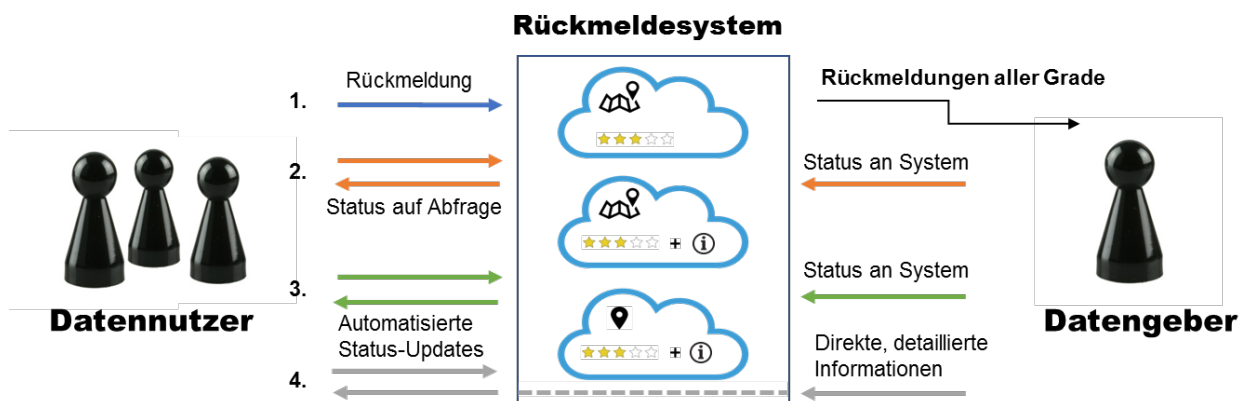 Rückmeldesystem
1.
Rückmeldung
Rückmeldungen aller Grade
2.
Status auf Abfrage
Status an System
+ i
3.
Automatisierte
Status-Updates
Status an System
+ i
4.
Direkte, detaillierte
Informationen
Datennutzer
Datengeber